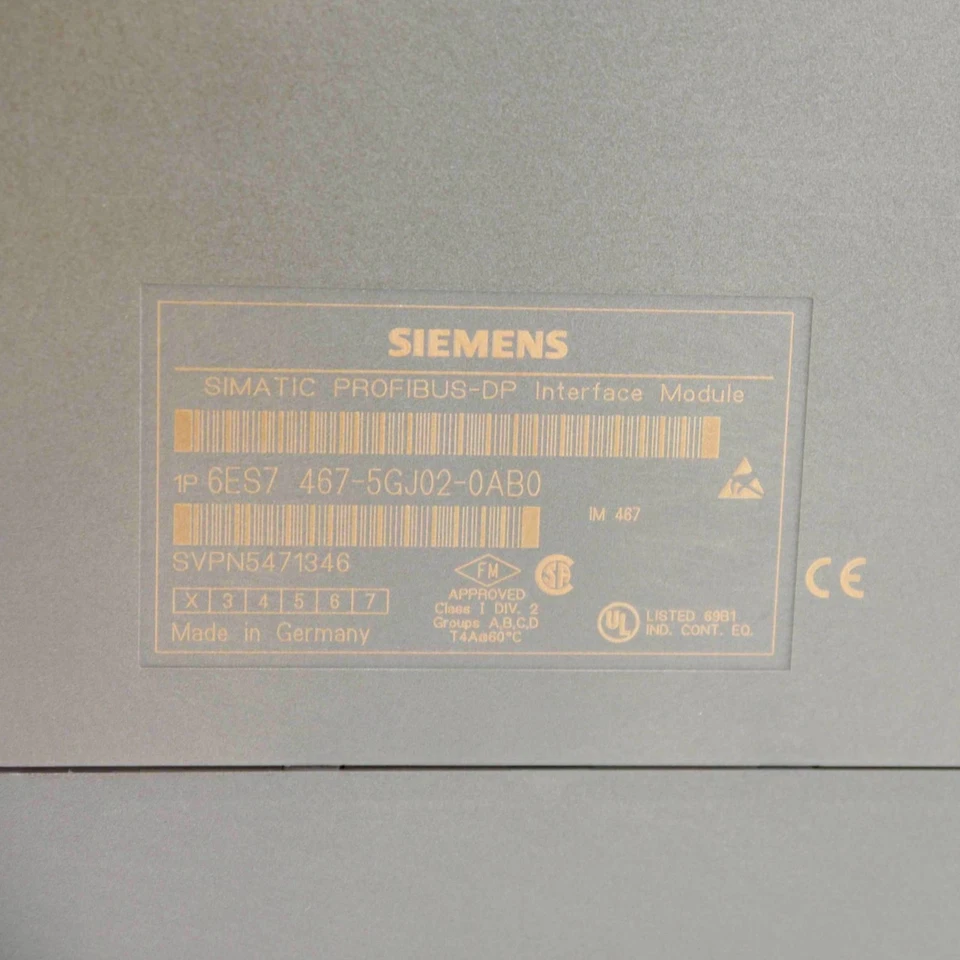 SIEMENS
SIMATIC PROFIBUS-DP Interface Module
1P 6ES7 467-5GJ02-0AB0
IM 467
SVPN5471346
X 3 4 5 6 7
Made in Germany
FM
APPROVED
Class I DIV. 2
Groups A,B,C,D
T4A@60°C
UL
LISTED 69B1
IND. CONT. EQ.
CE